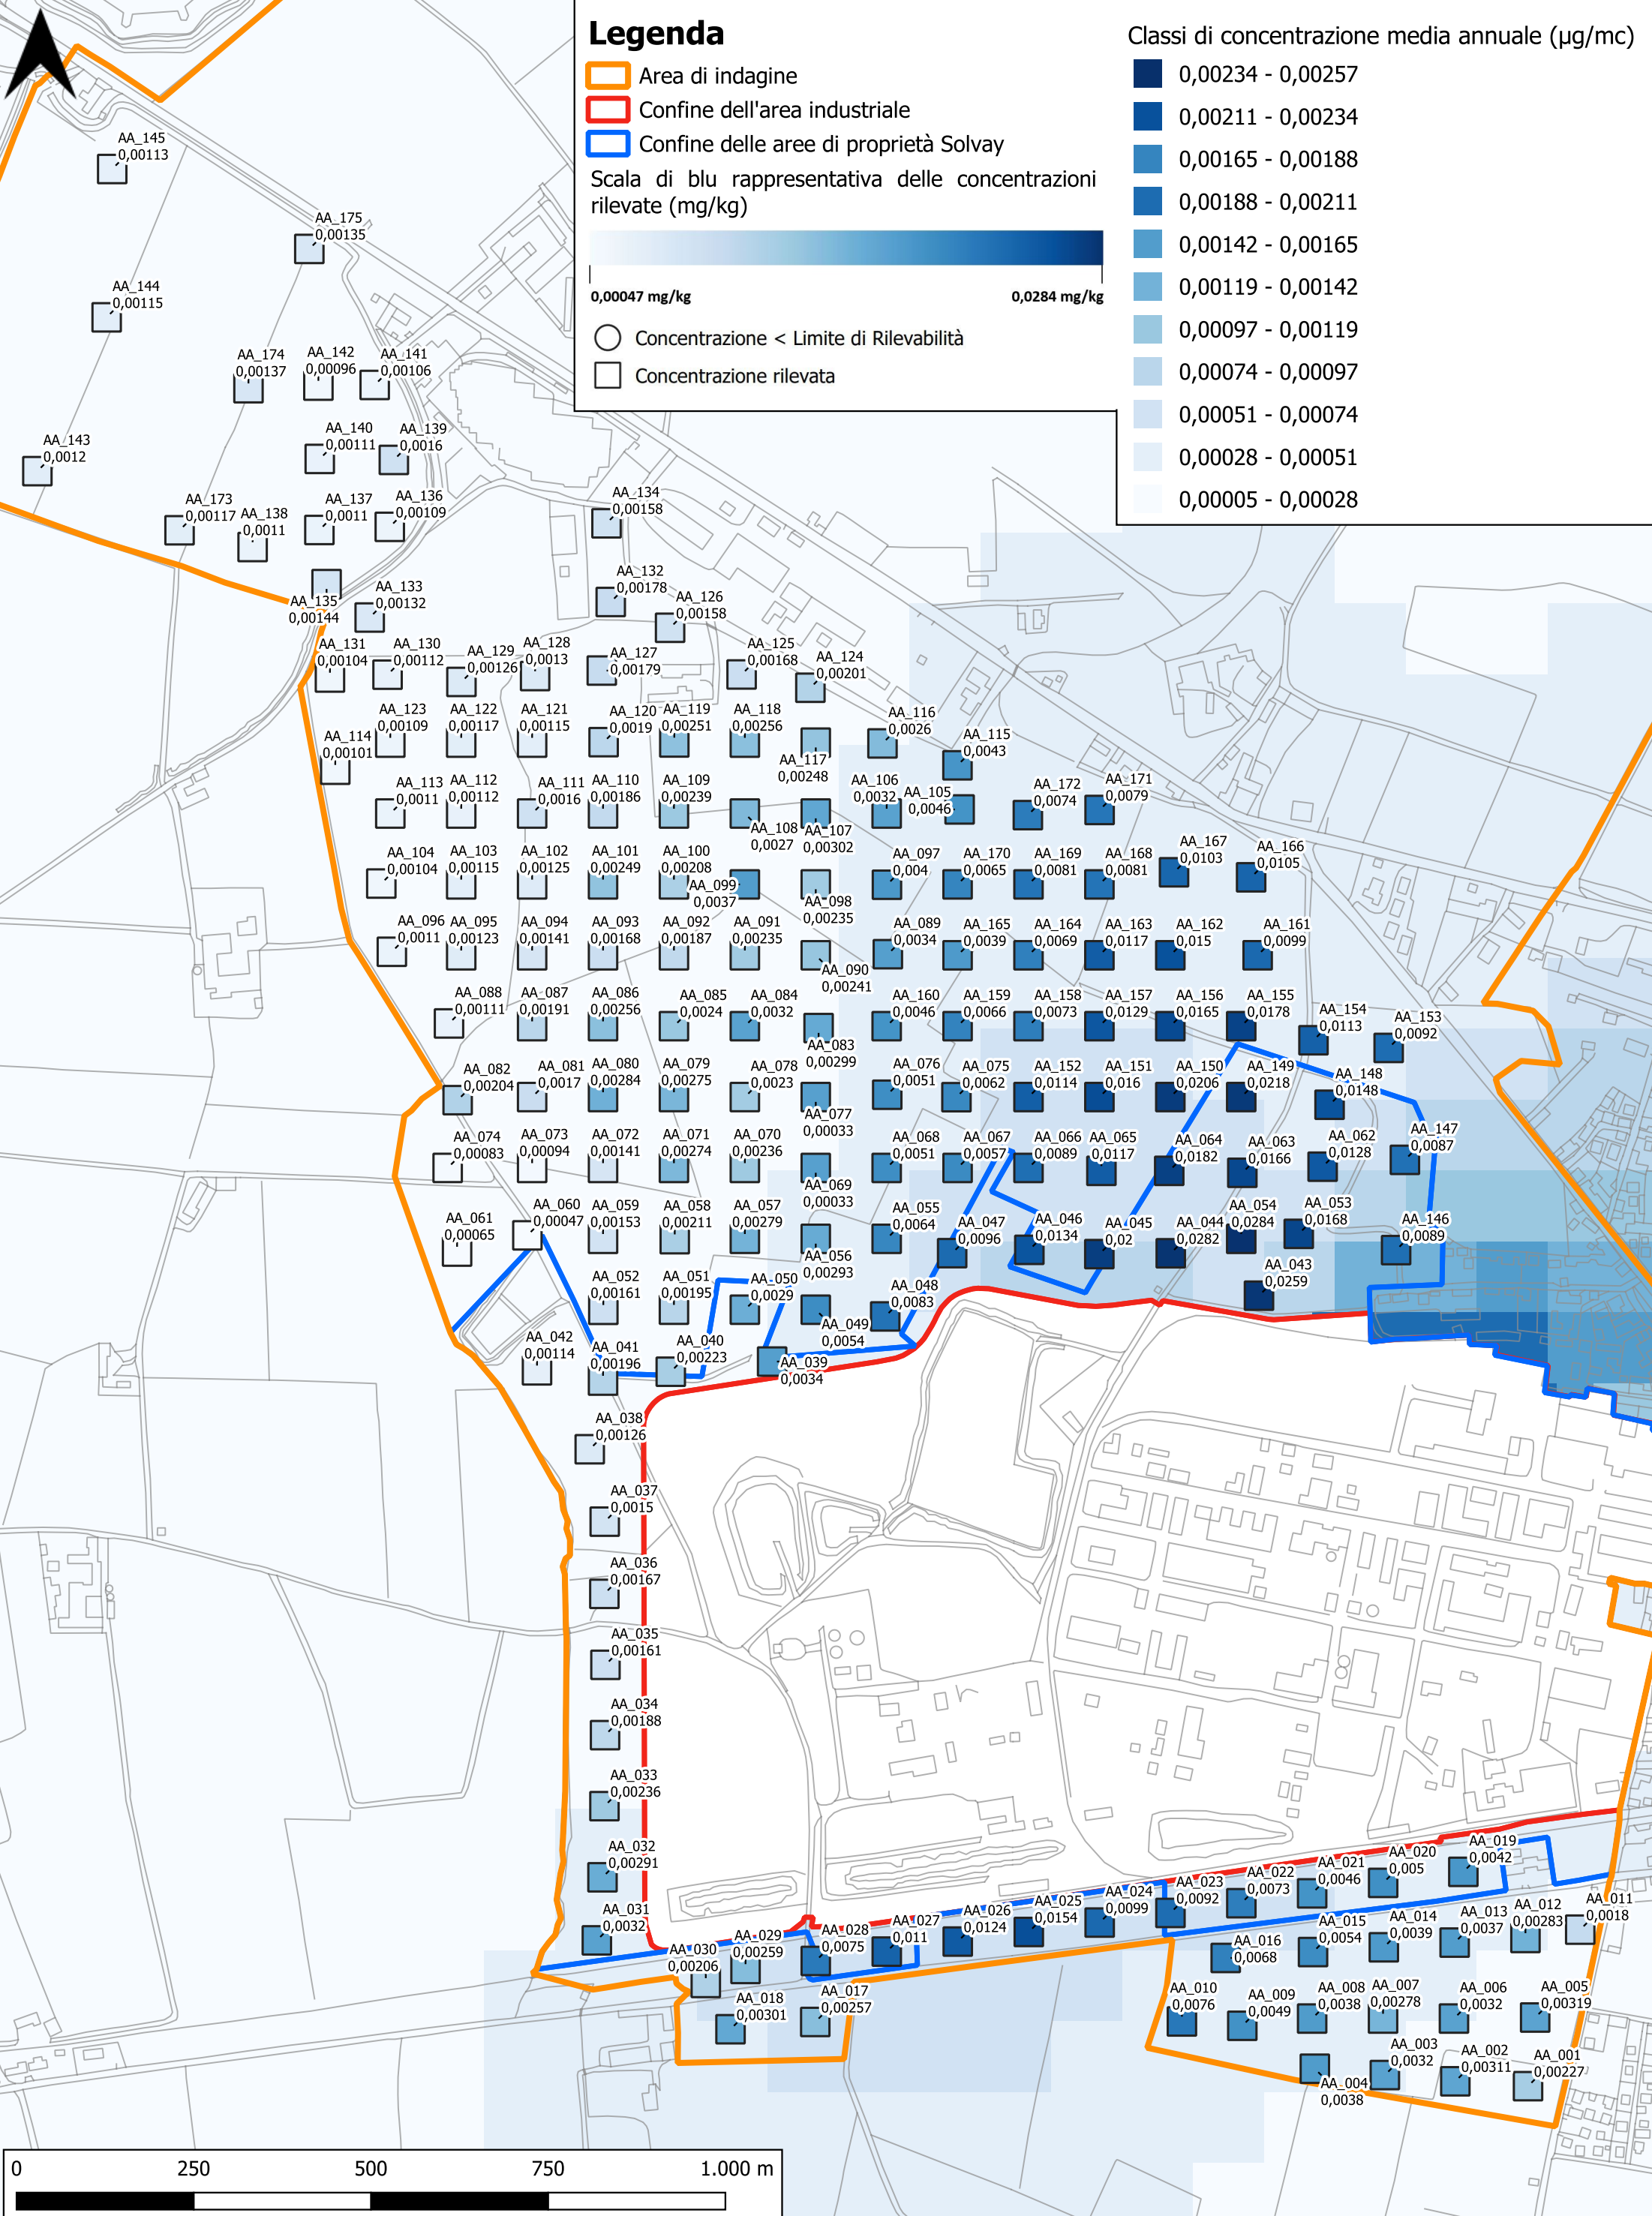 Legenda
Area di indagine
Confine dell'area industriale
Confine delle aree di proprietà Solvay
Scala di blu rappresentativa delle concentrazioni
rilevate (mg/kg)
0,00047 mg/kg
0,0284 mg/kg
Concentrazione < Limite di Rilevabilità
Concentrazione rilevata
Classi di concentrazione media annuale (µg/mc)
0,00234 - 0,00257
0,00211 - 0,00234
0,00165 - 0,00188
0,00188 - 0,00211
0,00142 - 0,00165
0,00119 - 0,00142
0,00097 - 0,00119
0,00074 - 0,00097
0,00051 - 0,00074
0,00028 - 0,00051
0,00005 - 0,00028
AA_145
0,00113
AA_175
0,00135
AA_144
0,00115
AA_174
0,00137
AA_142
0,00096
AA_141
0,00106
AA_143
0,0012
AA_140
0,00111
AA_139
0,0016
AA_173
0,00117
AA_138
0,0011
AA_137
0,0011
AA_136
0,00109
AA_134
0,00158
AA_135
0,00144
AA_133
0,00132
AA_132
0,00178
AA_126
0,00158
AA_131
0,00104
AA_130
0,00112
AA_129
0,00126
AA_128
0,0013
AA_127
0,00179
AA_125
0,00168
AA_124
0,00201
AA_114
0,00101
AA_123
0,00109
AA_122
0,00117
AA_121
0,00115
AA_120
0,0019
AA_119
0,00251
AA_118
0,00256
AA_117
0,00248
AA_116
0,0026
AA_115
0,0043
AA_113
0,0011
AA_112
0,00112
AA_111
0,0016
AA_110
0,00186
AA_109
0,00239
AA_108
0,0027
AA_107
0,00302
AA_106
0,0032
AA_105
0,0046
AA_172
0,0074
AA_171
0,0079
AA_104
0,00104
AA_103
0,00115
AA_102
0,00125
AA_101
0,00249
AA_100
0,00208
AA_099
0,0037
AA_098
0,00235
AA_097
0,004
AA_170
0,0065
AA_169
0,0081
AA_168
0,0081
AA_167
0,0103
AA_166
0,0105
AA_096
0,0011
AA_095
0,00123
AA_094
0,00141
AA_093
0,00168
AA_092
0,00187
AA_091
0,00235
AA_090
0,00241
AA_089
0,0034
AA_165
0,0039
AA_164
0,0069
AA_163
0,0117
AA_162
0,015
AA_161
0,0099
AA_088
0,00111
AA_087
0,00191
AA_086
0,00256
AA_085
0,0024
AA_084
0,0032
AA_083
0,00299
AA_160
0,0046
AA_159
0,0066
AA_158
0,0073
AA_157
0,0129
AA_156
0,0165
AA_155
0,0178
AA_154
0,0113
AA_153
0,0092
AA_082
0,00204
AA_081
0,0017
AA_080
0,00284
AA_079
0,00275
AA_078
0,0023
AA_077
0,00033
AA_076
0,0051
AA_075
0,0062
AA_152
0,0114
AA_151
0,016
AA_150
0,0206
AA_149
0,0218
AA_148
0,0148
AA_074
0,00083
AA_073
0,00094
AA_072
0,00141
AA_071
0,00274
AA_070
0,00236
AA_069
0,00033
AA_068
0,0051
AA_067
0,0057
AA_066
0,0089
AA_065
0,0117
AA_064
0,0182
AA_063
0,0166
AA_062
0,0128
AA_147
0,0087
AA_061
0,00065
AA_060
0,00047
AA_059
0,00153
AA_058
0,00211
AA_057
0,00279
AA_056
0,00293
AA_055
0,0064
AA_047
0,0096
AA_046
0,0134
AA_045
0,02
AA_044
0,0282
AA_054
0,0284
AA_053
0,0168
AA_146
0,0089
AA_052
0,00161
AA_051
0,00195
AA_050
0,0029
AA_049
0,0054
AA_048
0,0083
AA_043
0,0259
AA_042
0,00114
AA_041
0,00196
AA_040
0,00223
AA_039
0,0034
AA_038
0,00126
AA_037
0,0015
AA_036
0,00167
AA_035
0,00161
AA_034
0,00188
AA_033
0,00236
AA_032
0,00291
AA_031
0,0032
AA_030
0,00206
AA_029
0,00259
AA_028
0,0075
AA_027
0,011
AA_026
0,0124
AA_025
0,0154
AA_024
0,0099
AA_023
0,0092
AA_022
0,0073
AA_021
0,0046
AA_020
0,005
AA_019
0,0042
AA_018
0,00301
AA_017
0,00257
AA_016
0,0068
AA_015
0,0054
AA_014
0,0039
AA_013
0,0037
AA_012
0,00283
AA_011
0,0018
AA_010
0,0076
AA_009
0,0049
AA_008
0,0038
AA_007
0,00278
AA_006
0,0032
AA_005
0,00319
AA_004
0,0038
AA_003
0,0032
AA_002
0,00311
AA_001
0,00227
0 250 500 750 1.000 m